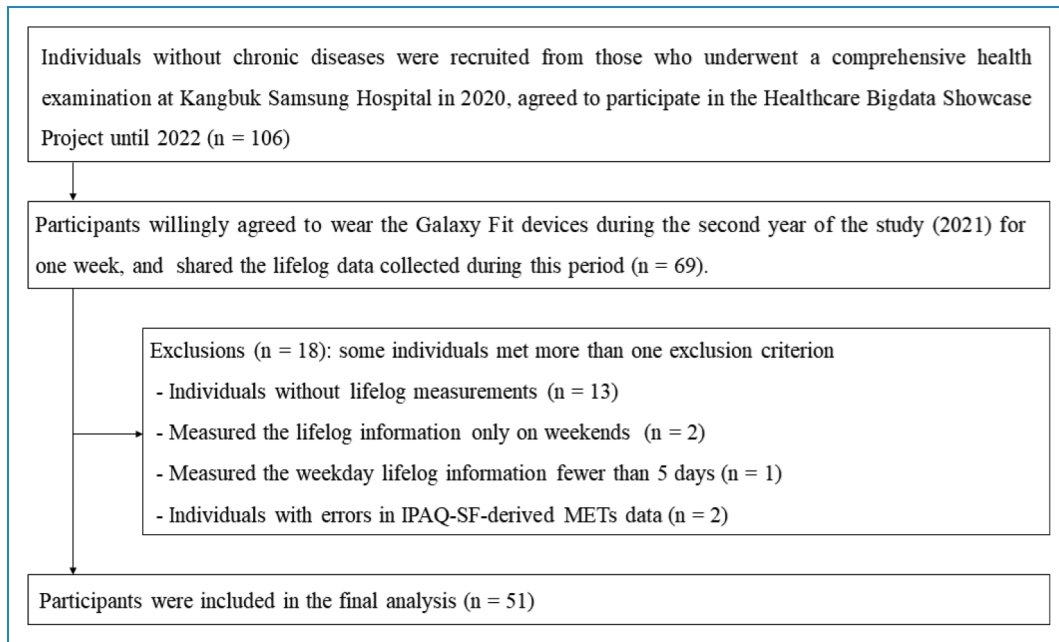 Individuals without chronic diseases were recruited from those who underwent a comprehensive health
examination at Kangbuk Samsung Hospital in 2020, agreed to participate in the Healthcare Bigdata Showcase
Project until 2022 (n = 106)
Participants willingly agreed to wear the Galaxy Fit devices during the second year of the study (2021) for
one week, and shared the lifelog data collected during this period (n = 69).
Exclusions (n = 18): some individuals met more than one exclusion criterion
- Individuals without lifelog measurements (n = 13)
- Measured the lifelog information only on weekends (n = 2)
- Measured the weekday lifelog information fewer than 5 days (n = 1)
- Individuals with errors in IPAQ-SF-derived METs data (n = 2)
Participants were included in the final analysis (n = 51)